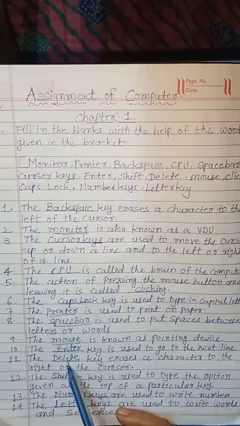 Page No.
Date
Assignment of Computer
Chapter: 1
Fill in the blanks with the help of the words
given in the brackets
Monitor, Printer, Backspace, CPU, Spacebar
Cursor keys, Enter, Shift, Delete, mouse, clic
Caps Lock, Number keys, Letter key
1. The Backspace key erases a character to the
left of the cursor
2. The monitor is also known as a VDU
3 The Cursor keys are used to move the curso
up or down a line and to the left or right
of a line
4 The CPU is called the brain of the compute
5 The action of pressing the mouse button and
leaving it is called clicking.
6 The capslock key is used to type in capital lett
7 The Printer is used to print on paper
8 The spacebar is used to put spaces between
letters or words
9 The mouse is known as pointing device
10 The Enter key is used to go to the next line
11 The Delete key erases a character to the
right of the cursor.
12 The Shift key is used to type the option
given at the top of a particular key.
13 The Number keys are used to write number
14 The Letter keys are used to write words
and Sentences